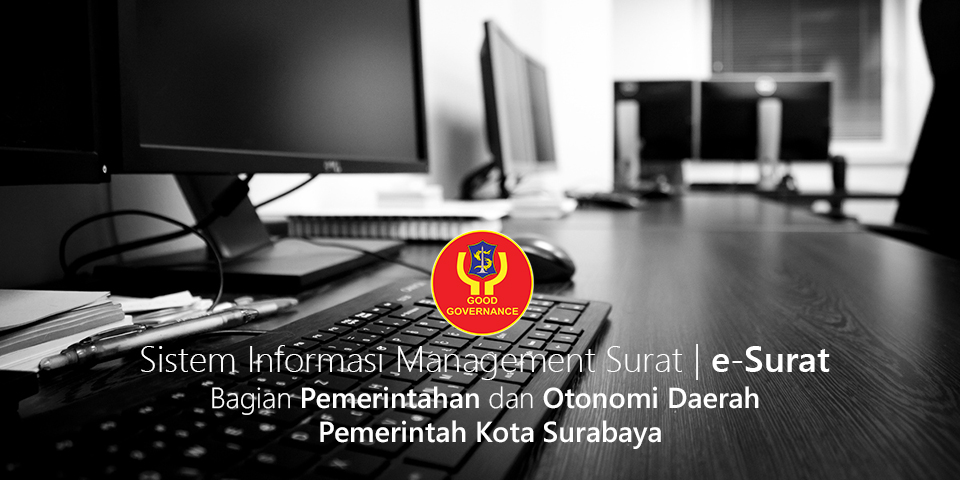 GOOD
GOVERNANCE
Sistem Informasi Management Surat | e-Surat
Bagian Pemerintahan dan Otonomi Daerah
Pemerintah Kota Surabaya